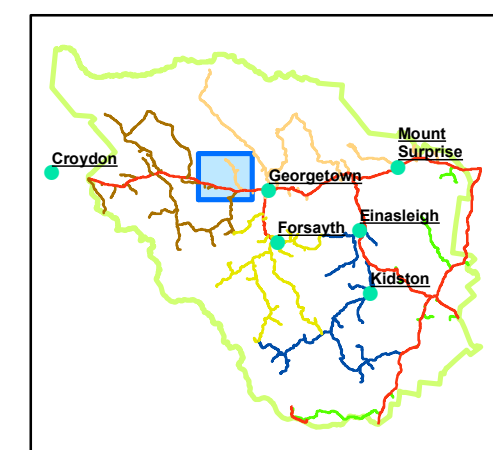 Mount
Surprise
Croydon
Georgetown
Forsayth
Einasleigh
Kidston